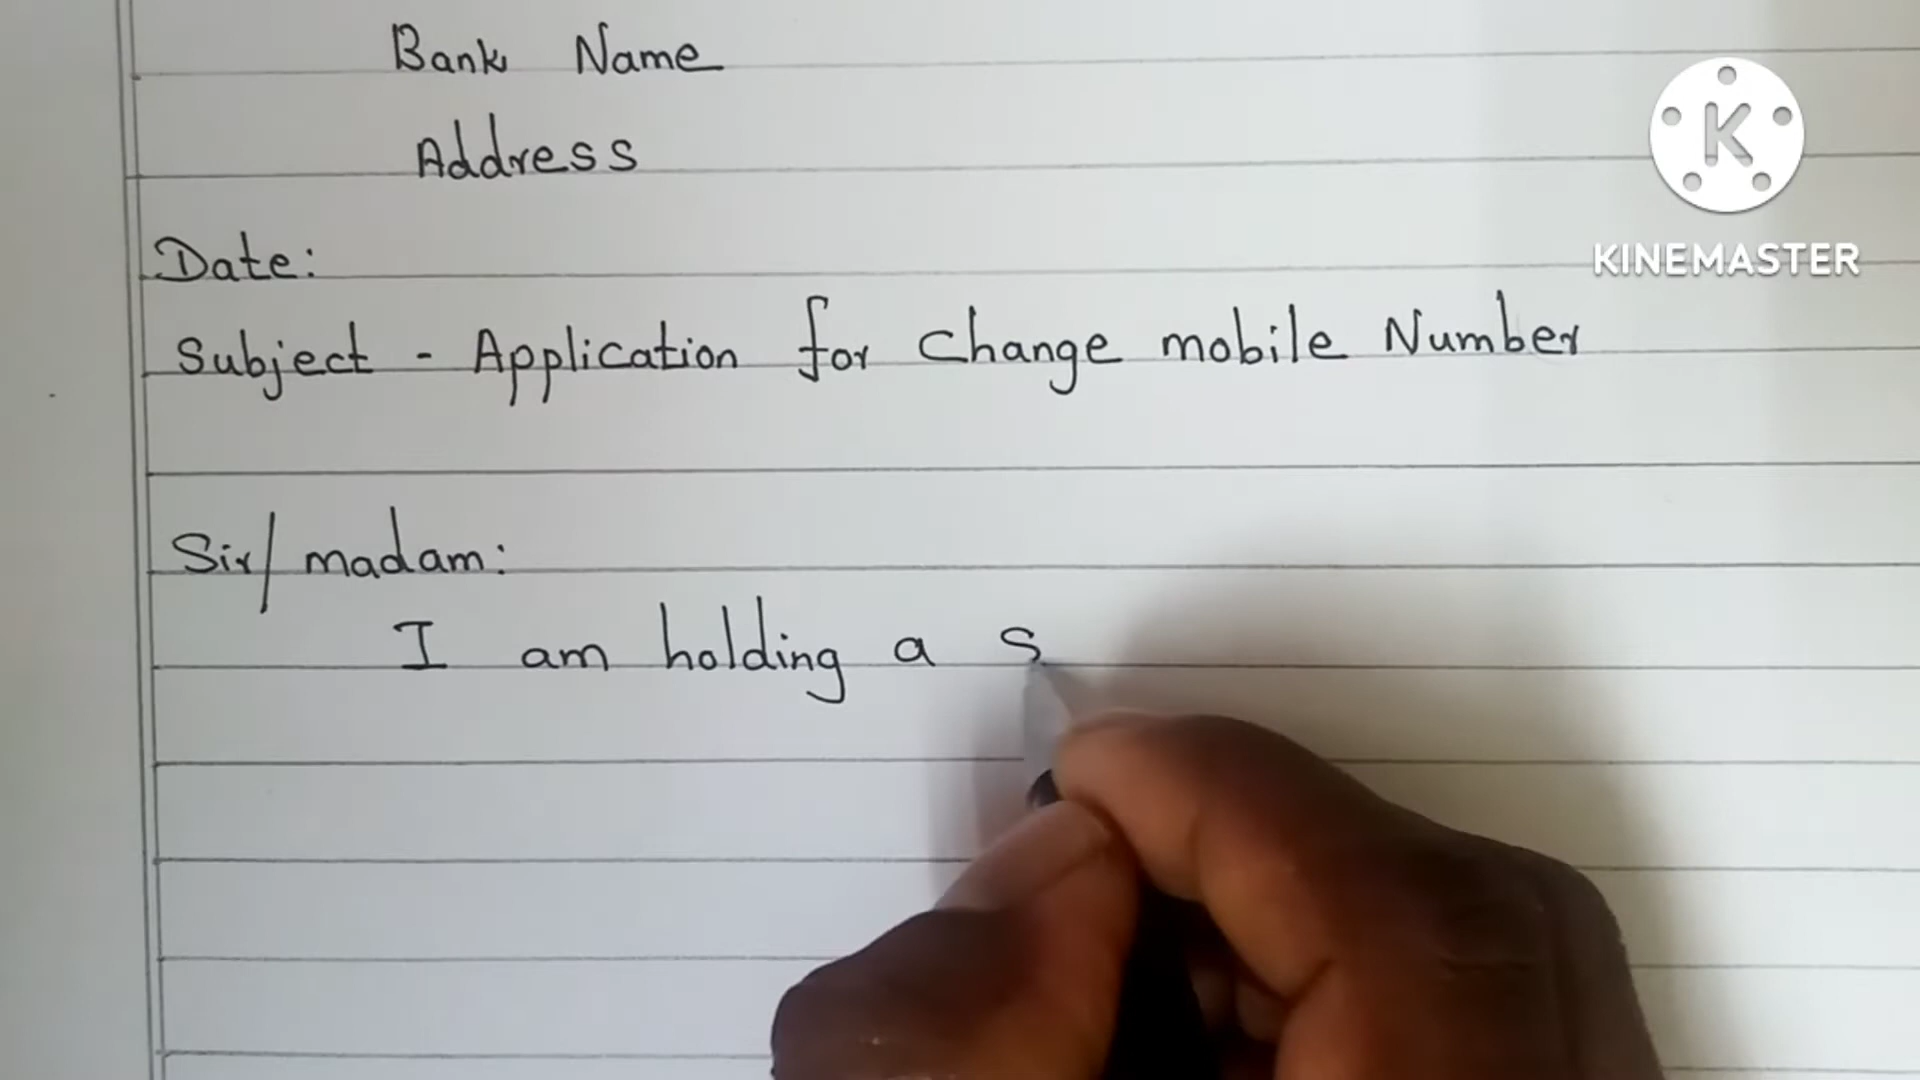 Bank Name
Address
Date:
Subject - Application for Change mobile Number
Sir/ madam:
I am holding a s
K
KINEMASTER